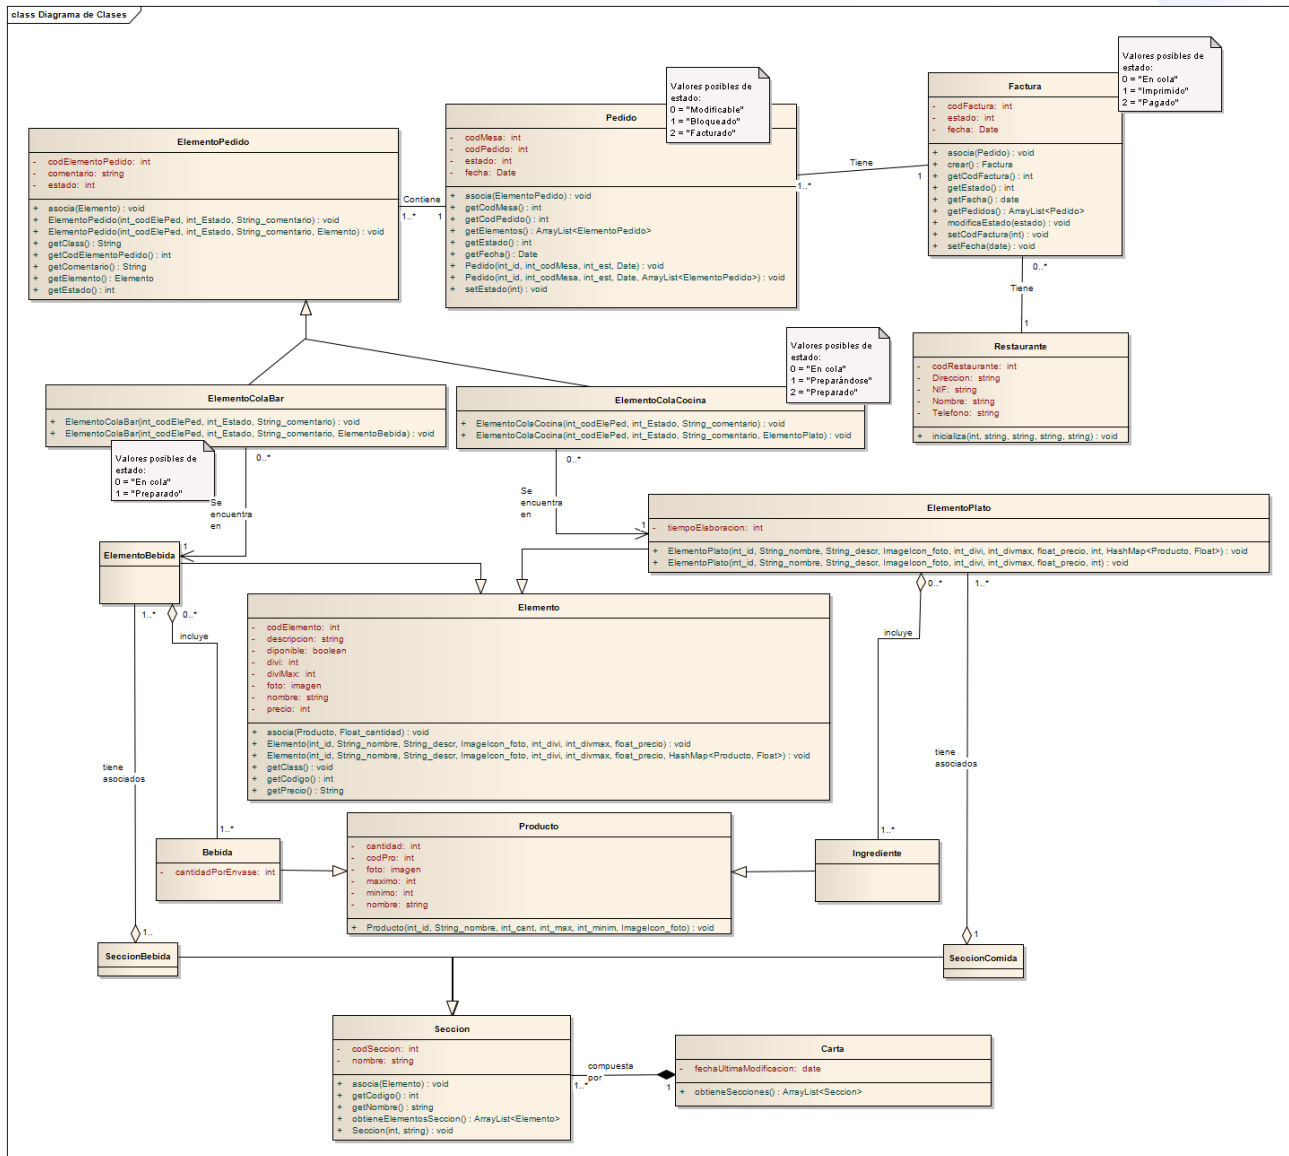 class Diagrama de Clases
Valores posibles de
estado:
0 = "En cola"
1 = "Imprimido"
2 = "Pagado"
Factura
- codFactura: int
- estado: int
- fecha: Date
+ asocia(Pedido) : void
+ crear() : Factura
+ getCodFactura() : int
+ getEstado() : int
+ getFacha() : date
+ getPedidos() : ArrayList<Pedido>
+ modificaEstado(estado) : void
+ setCodFactura(int) : void
+ setFecha(date) : void
Valores posibles de
estado:
0 = "Modificable"
1 = "Bloqueado"
2 = "Facturado"
Pedido
- codMesa: int
- codPedido: int
- estado: int
- fecha: Date
+ asocia(ElementoPedido) : void
+ getCodMesa() : int
+ getCodPedido() : int
+ getElementos() : ArrayList<ElementoPedido>
+ getEstado() : int
+ getFecha() : Date
+ Pedido(int_id, int_codMesa, int_est, Date) : void
+ Pedido(int_id, int_codMesa, int_est, Date, ArrayList<ElementoPedido>) : void
+ setEstado(int) : void
ElementoPedido
- codElementoPedido: int
- comentario: string
- estado: int
+ asocia(Elemento) : void
+ ElementoPedido(int_codElePed, int_Estado, String_comentario) : void
+ ElementoPedido(int_codElePed, int_Estado, String_comentario, Elemento) : void
+ getClass() : String
+ getCodElementoPedido() : int
+ getComentario() : String
+ getElemento() : Elemento
+ getEstado() : int
Contiene
1..* 1
Tiene
1..* 1
0..*
Tiene
1
Restaurante
- codRestaurante: int
- Direccion: string
- NIF: string
- Nombre: string
- Telefono: string
+ inicializa(int, string, string, string, string) : void
Valores posibles de
estado:
0 = "En cola"
1 = "Preparándose"
2 = "Preparado"
ElementoColaBar
+ ElementoColaBar(int_codElePed, int_Estado, String_comentario) : void
+ ElementoColaBar(int_codElePed, int_Estado, String_comentario, ElementoBebida) : void
ElementoColaCocina
+ ElementoColaCocina(int_codElePed, int_Estado, String_comentario) : void
+ ElementoColaCocina(int_codElePed, int_Estado, String_comentario, ElementoPlato) : void
Valores posibles de
estado:
0 = "En cola"
1 = "Preparado"
0..*
Se
encuentra
en
1
0..*
Se
encuentra
en
1
ElementoPlato
- tiempoElaboracion: int
+ ElementoPlato(int_id, String_nombre, String_descr, ImageIcon_foto, int_divi, int_divmax, float_precio, int, HashMap<Producto, Float>) : void
+ ElementoPlato(int_id, String_nombre, String_descr, ImageIcon_foto, int_divi, int_divmax, float_precio, int) : void
ElementoBebida
1..* 0..*
incluye
0..* 1..*
incluye
Elemento
- codElemento: int
- descripcion: string
- diponible: boolean
- divi: int
- diviMax: int
- foto: imagen
- nombre: string
- precio: int
+ asocia(Producto, Float_cantidad) : void
+ Elemento(int_id, String_nombre, String_descr, ImageIcon_foto, int_divi, int_divmax, float_precio) : void
+ Elemento(int_id, String_nombre, String_descr, ImageIcon_foto, int_divi, int_divmax, float_precio, HashMap<Producto, Float>) : void
+ getClass() : void
+ getCodigo() : int
+ getPrecio() : String
tiene
asociados
tiene
asociados
1..*
1..*
Bebida
- cantidadPorEnvase: int
Producto
- cantidad: int
- codPro: int
- foto: imagen
- maximo: int
- minimo: int
- nombre: string
+ Producto(int_id, String_nombre, int_cant, int_max, int_minim, ImageIcon_foto) : void
Ingrediente
1..
1
SeccionBebida
SeccionComida
Seccion
- codSeccion: int
- nombre: string
+ asocia(Elemento) : void
+ getCodigo() : int
+ getNombre() : string
+ obtieneElementosSeccion() : ArrayList<Elemento>
+ Seccion(int, string) : void
compuesta
por
1..* 1
Carta
- fechaUltimaModificacion: date
+ obtieneSecciones() : ArrayList<Seccion>